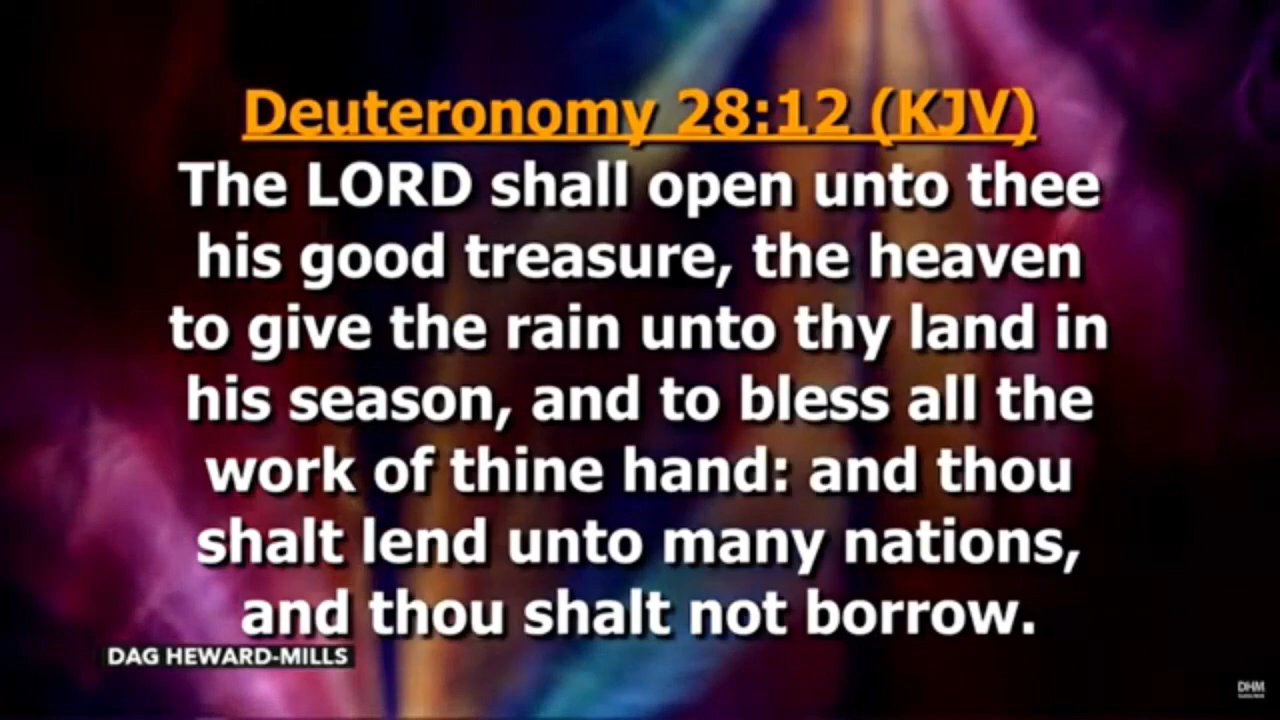 Deuteronomy 28:12 (KJV)
The LORD shall open unto thee
his good treasure, the heaven
to give the rain unto thy land in
his season, and to bless all the
work of thine hand: and thou
shalt lend unto many nations,
and thou shalt not borrow.
DAG HEWARD-MILLS
DHM